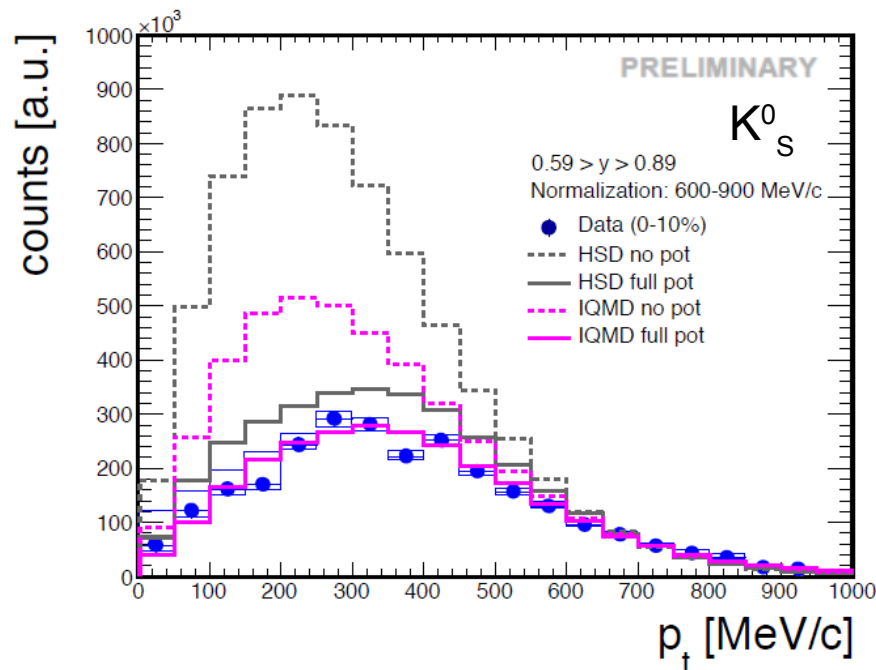 ×10³
1000
900
800
700
600
500
400
300
200
100
0
counts [a.u.]
PRELIMINARY
K⁰S
0.59 > y > 0.89
Normalization: 600-900 MeV/c
Data (0-10%)
HSD no pot
HSD full pot
IQMD no pot
IQMD full pot
0 100 200 300 400 500 600 700 800 900 1000
pt [MeV/c]